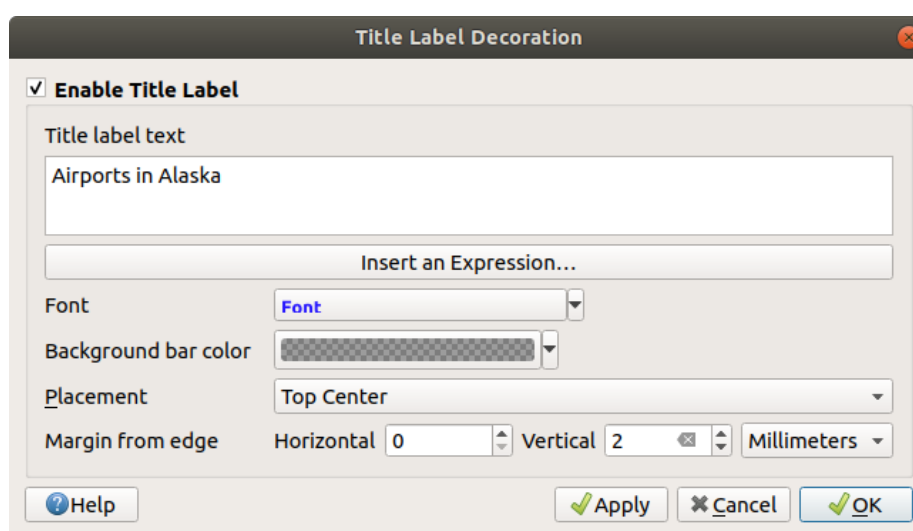 Title Label Decoration
Enable Title Label
Title label text
Airports in Alaska
Insert an Expression...
Font Font
Background bar color
Placement Top Center
Margin from edge Horizontal 0 Vertical 2 Millimeters
Help Apply Cancel OK